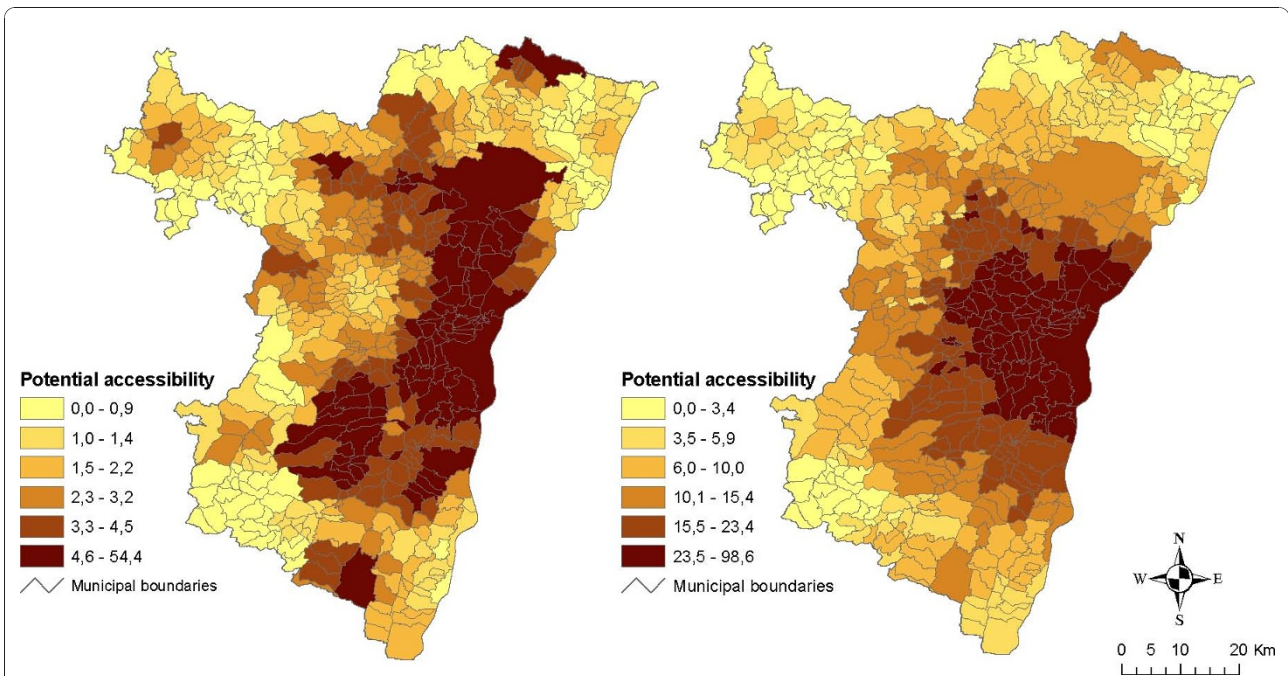 Potential accessibility
0,0 - 0,9
1,0 - 1,4
1,5 - 2,2
2,3 - 3,2
3,3 - 4,5
4,6 - 54,4
Municipal boundaries
Potential accessibility
0,0 - 3,4
3,5 - 5,9
6,0 - 10,0
10,1 - 15,4
15,5 - 23,4
23,5 - 98,6
Municipal boundaries
N
W E
S
0 5 10 20 Km